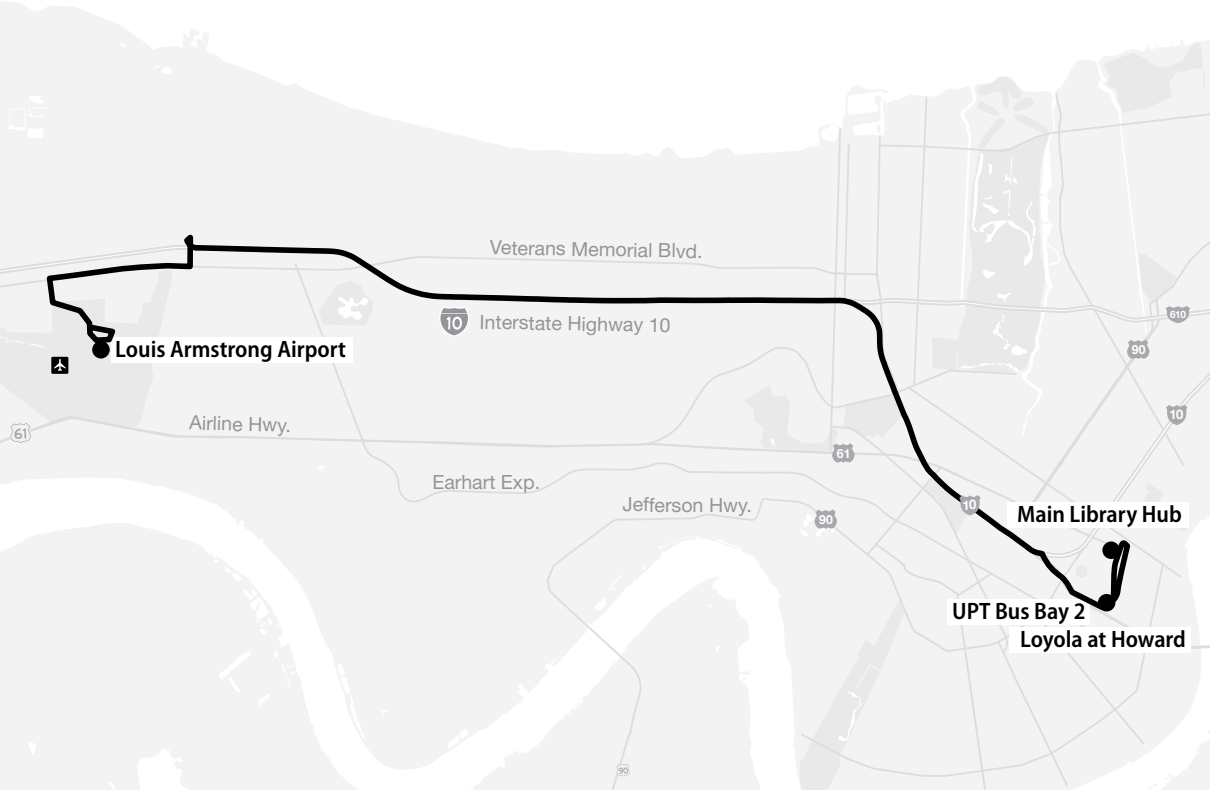 Veterans Memorial Blvd.
610
10
Interstate Highway 10
90
Louis Armstrong Airport
10
61
Airline Hwy.
61
Earhart Exp.
Jefferson Hwy.
10
90
Main Library Hub
UPT Bus Bay 2
Loyola at Howard
90